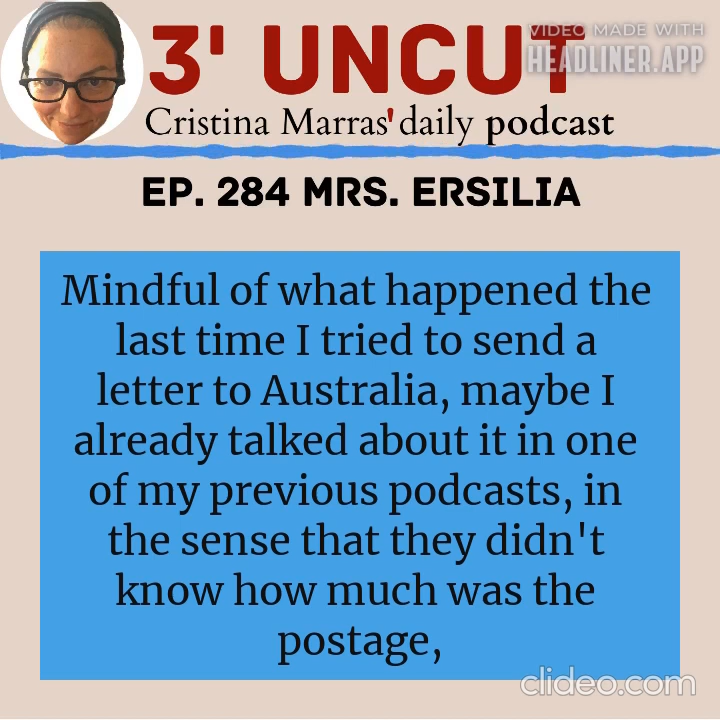 VIDEO MADE WITH
HEADLINER.APP
3' UNCUT
Cristina Marras' daily podcast
EP. 284 MRS. ERSILIA
Mindful of what happened the
last time I tried to send a
letter to Australia, maybe I
already talked about it in one
of my previous podcasts, in
the sense that they didn't
know how much was the
postage,
clideo.com